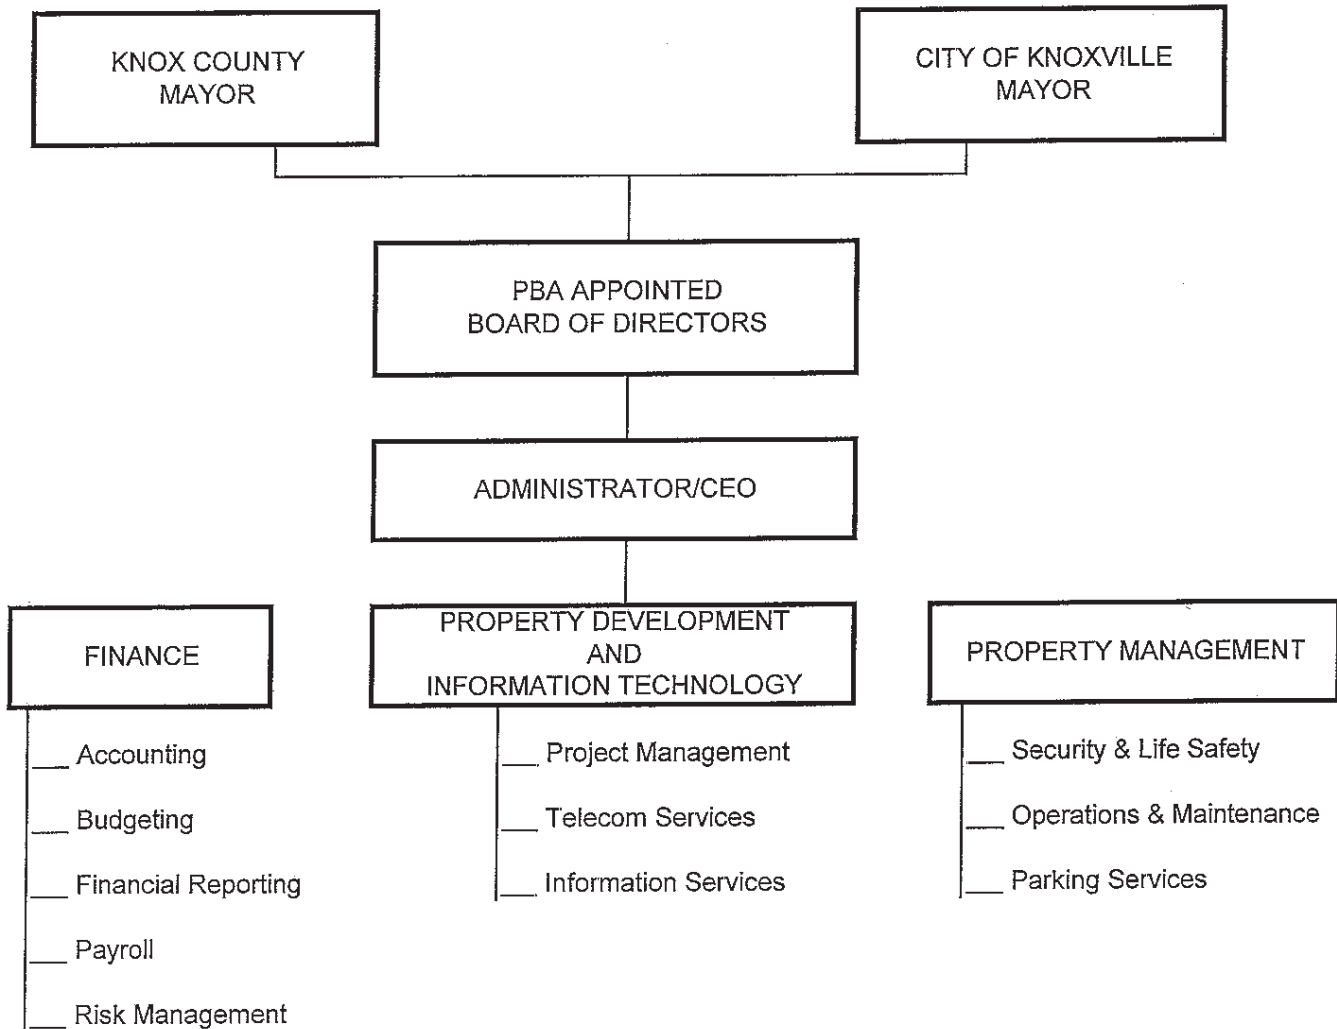 KNOX COUNTY
MAYOR
CITY OF KNOXVILLE
MAYOR
PBA APPOINTED
BOARD OF DIRECTORS
ADMINISTRATOR/CEO
FINANCE
PROPERTY DEVELOPMENT
AND
INFORMATION TECHNOLOGY
PROPERTY MANAGEMENT
Accounting
Budgeting
Financial Reporting
Payroll
Risk Management
Project Management
Telecom Services
Information Services
Security & Life Safety
Operations & Maintenance
Parking Services